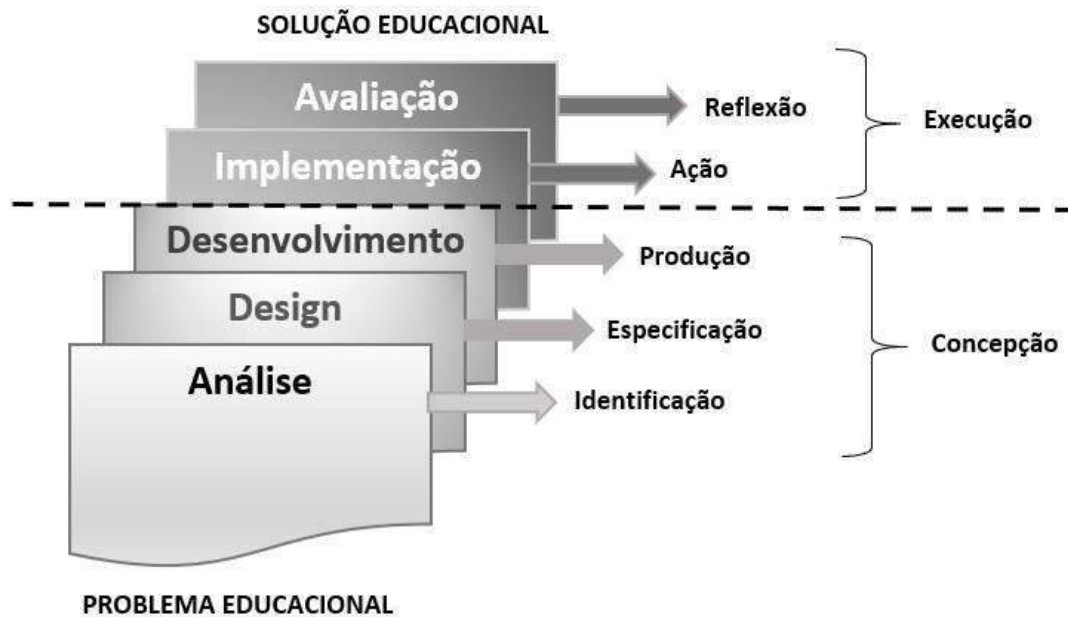 SOLUÇÃO EDUCACIONAL
Avaliação
Reflexão
Execução
Implementação
Ação
Desenvolvimento
Produção
Design
Especificação
Concepção
Análise
Identificação
PROBLEMA EDUCACIONAL